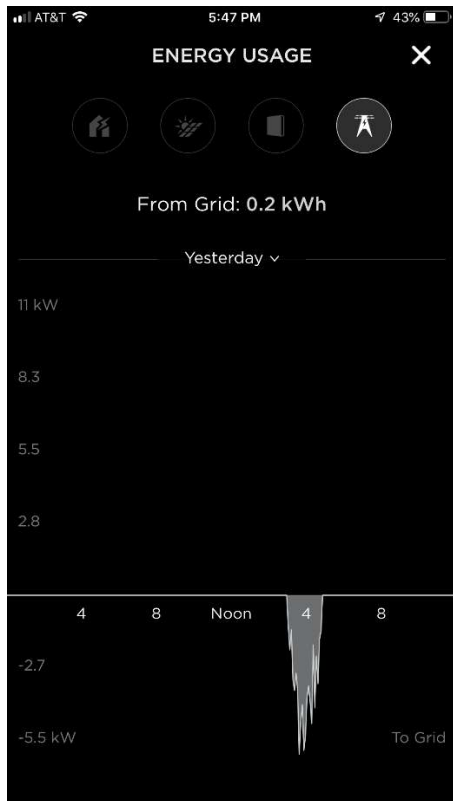 AT&T 5:47 PM 43%
ENERGY USAGE
From Grid: 0.2 kWh
Yesterday
11 kW
8.3
5.5
2.8
4 8 Noon 4 8
-2.7
-5.5 kW To Grid